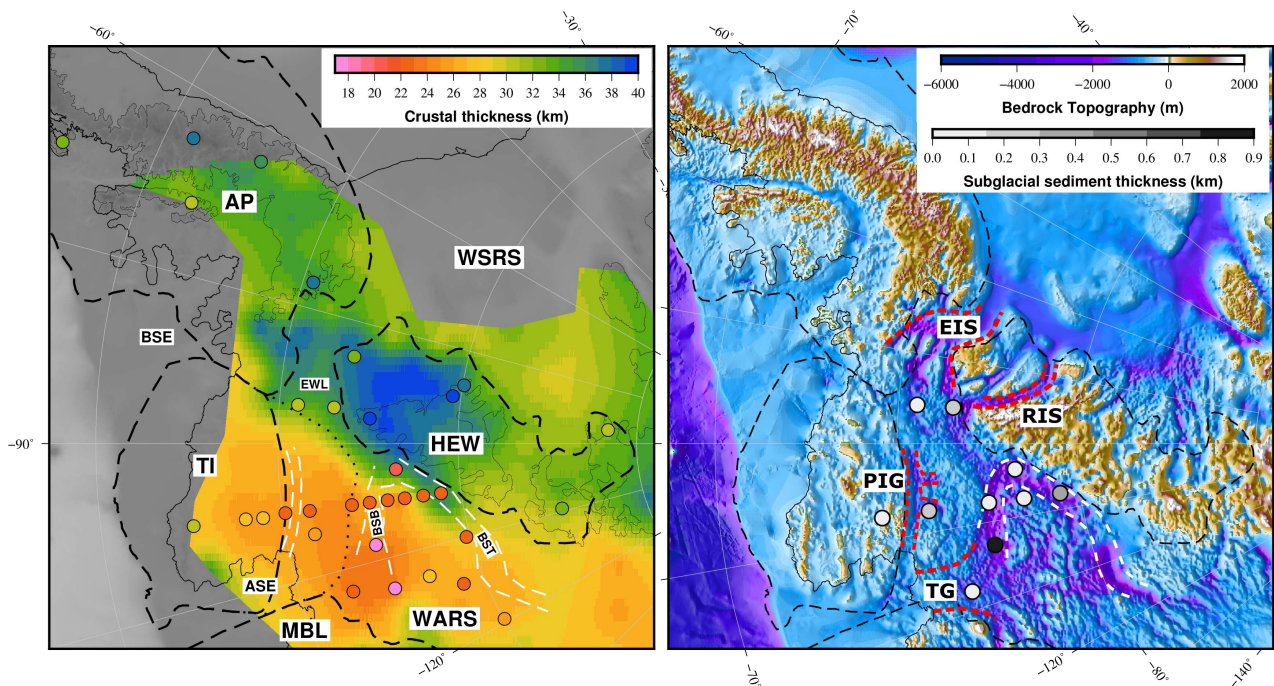 −60° −30°
18 20 22 24 26 28 30 32 34 36 38 40
Crustal thickness (km)
AP
WSRS
BSE
EWL
HEW
TI
BSB
BST
ASE
MBL
WARS
−90°
−120°
−60° −70° −40°
−6000 −4000 −2000 0 2000
Bedrock Topography (m)
0.0 0.1 0.2 0.3 0.4 0.5 0.6 0.7 0.8 0.9
Subglacial sediment thickness (km)
EIS
RIS
PIG
TG
−70° −120° −80° −140°